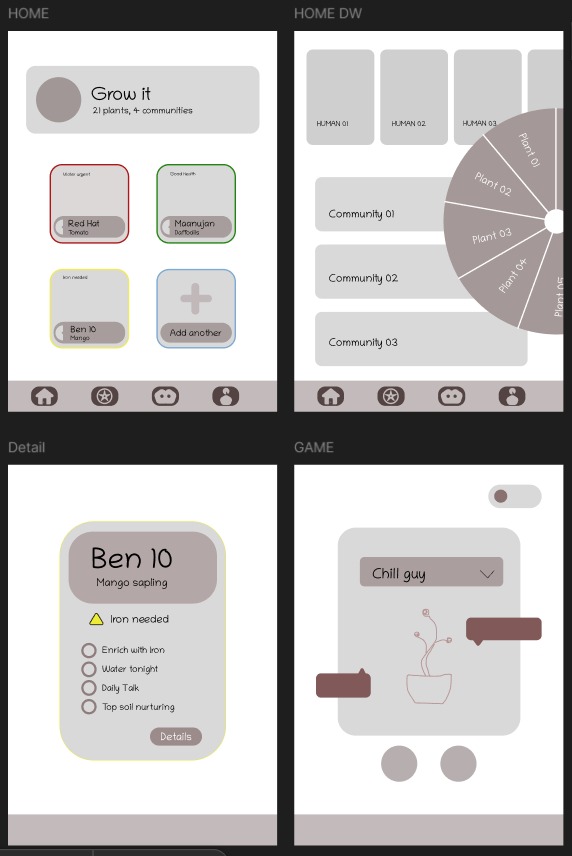 HOME
Grow it
21 plants, 4 communities
Water urgent
Good health
Red Hat
Tomato
Maanujan
Daffodils
Iron needed
Ben 10
Mango
Add another
HOME DW
HUMAN 01
HUMAN 02
HUMAN 03
Plant 01
Plant 02
Plant 03
Plant 04
Plant 05
Community 01
Community 02
Community 03
Detail
Ben 10
Mango sapling
Iron needed
Enrich with Iron
Water tonight
Daily Talk
Top soil nurturing
Details
GAME
Chill guy